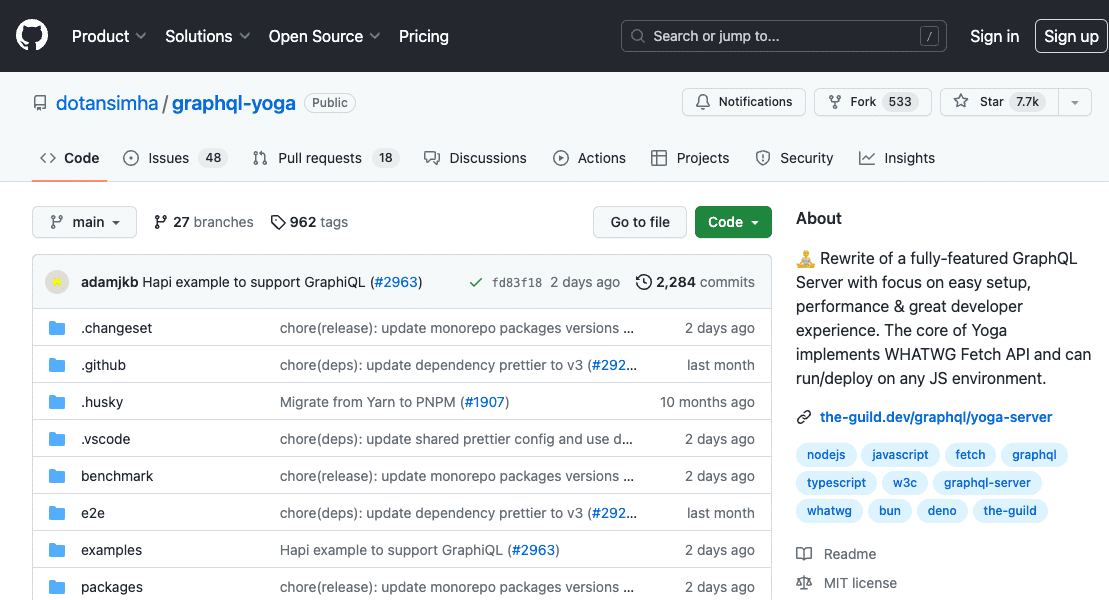 Product Solutions Open Source Pricing Search or jump to... / Sign in Sign up
dotansimha / graphql-yoga Public Notifications Fork 533 Star 7.7k
Code Issues 48 Pull requests 18 Discussions Actions Projects Security Insights
main 27 branches 962 tags Go to file Code
adamjkb Hapi example to support GraphiQL (#2963) fd83f18 2 days ago 2,284 commits
.changeset chore(release): update monorepo packages versions ... 2 days ago
.github chore(deps): update dependency prettier to v3 (#292... last month
.husky Migrate from Yarn to PNPM (#1907) 10 months ago
.vscode chore(deps): update shared prettier config and use d... 2 days ago
benchmark chore(release): update monorepo packages versions ... 2 days ago
e2e chore(deps): update dependency prettier to v3 (#292... last month
examples Hapi example to support GraphiQL (#2963) 2 days ago
packages chore(release): update monorepo packages versions ... 2 days ago
About
🧘 Rewrite of a fully-featured GraphQL
Server with focus on easy setup,
performance & great developer
experience. The core of Yoga
implements WHATWG Fetch API and can
run/deploy on any JS environment.
the-guild.dev/graphql/yoga-server
nodejs javascript fetch graphql
typescript w3c graphql-server
whatwg bun deno the-guild
Readme
MIT license